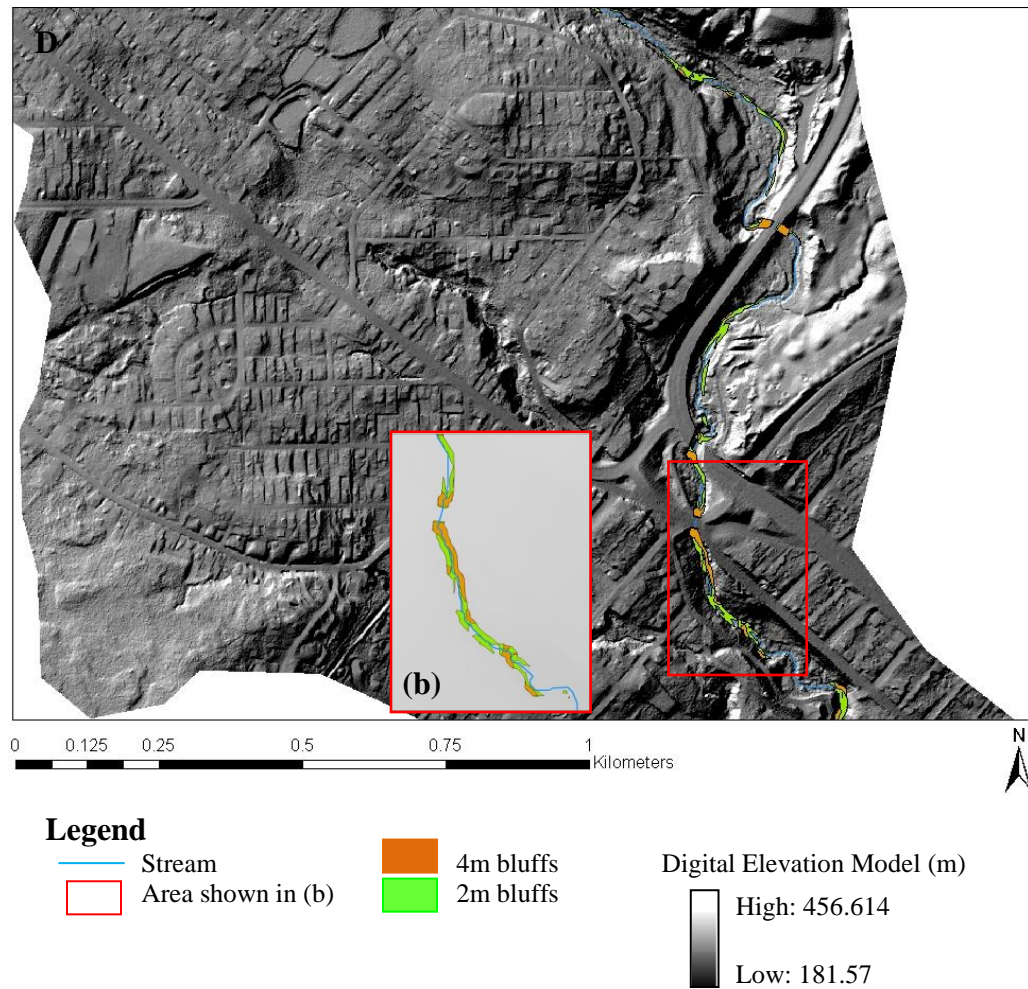 D
(b)
0 0.125 0.25 0.5 0.75 1
Kilometers
N
Legend
Stream
Area shown in (b)
4m bluffs
2m bluffs
Digital Elevation Model (m)
High: 456.614
Low: 181.57